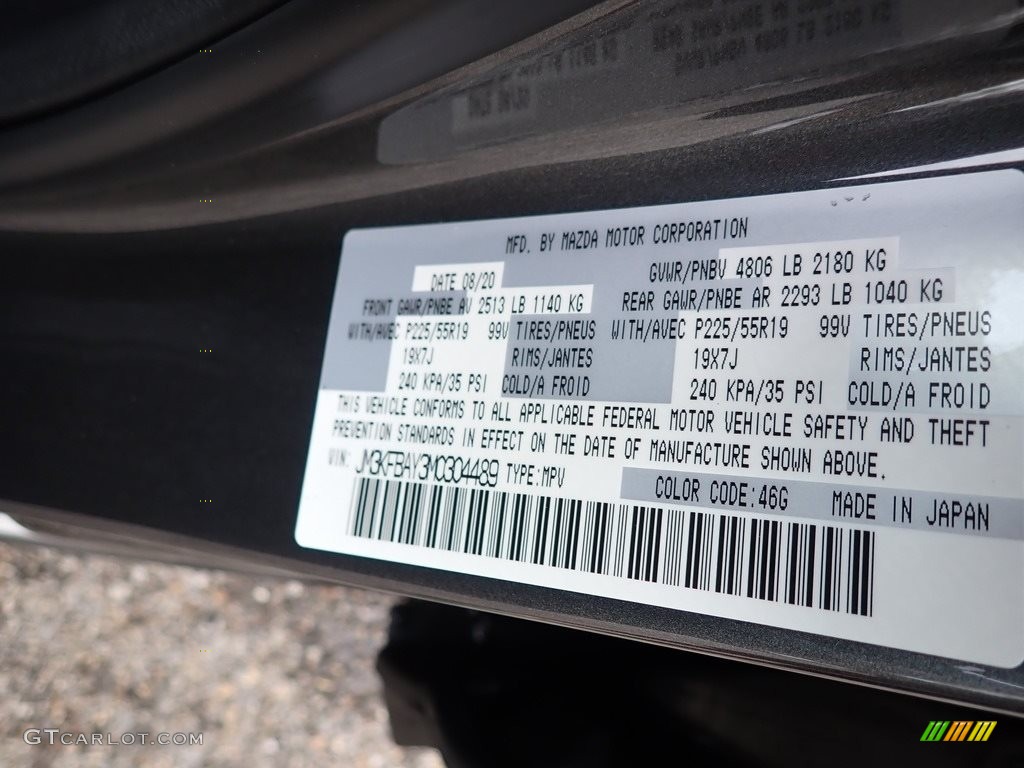 MFD. BY MAZDA MOTOR CORPORATION
DATE 08/20 GVWR/PNBV 4806 LB 2180 KG
FRONT GAWR/PNBE AV 2513 LB 1140 KG REAR GAWR/PNBE AR 2293 LB 1040 KG
WITH/AVEC P225/55R19 99V TIRES/PNEUS WITH/AVEC P225/55R19 99V TIRES/PNEUS
19X7J RIMS/JANTES 19X7J RIMS/JANTES
240 KPA/35 PSI COLD/A FROID 240 KPA/35 PSI COLD/A FROID
THIS VEHICLE CONFORMS TO ALL APPLICABLE FEDERAL MOTOR VEHICLE SAFETY AND THEFT
PREVENTION STANDARDS IN EFFECT ON THE DATE OF MANUFACTURE SHOWN ABOVE.
VIN: JM3KFBAY3M0304489 TYPE:MPV
COLOR CODE:46G MADE IN JAPAN
GTcarlot.com